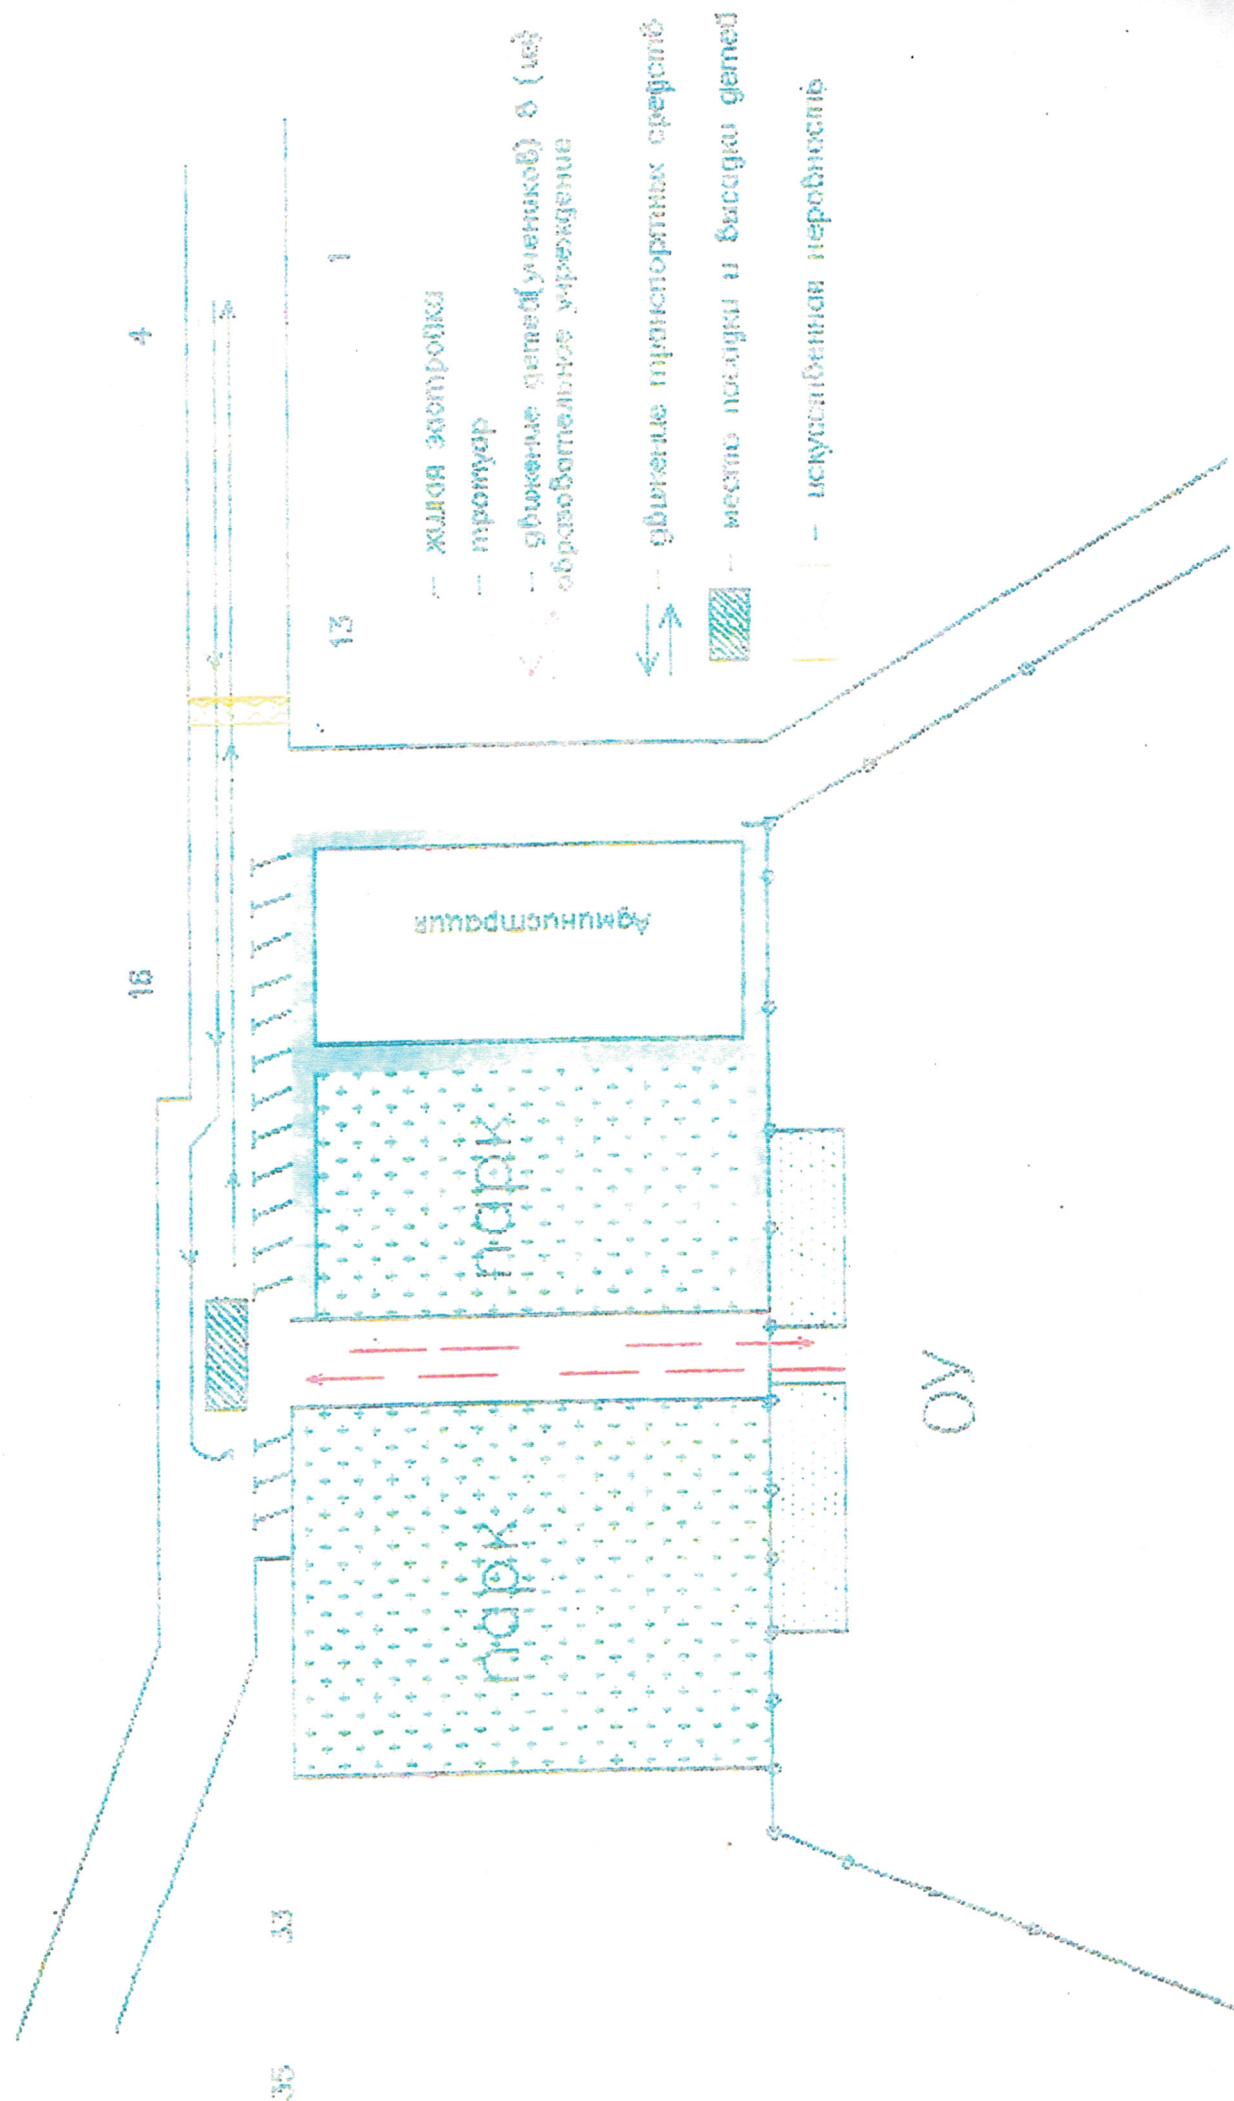 4
1
16
13
жилая застройка
тротуар
движение детей(учеников) в (из)
образовательное учреждение
движение транспортных средств
место посадки и высадки детей
искусственная неровность
Администрация
парк
парк
ОУ
33
35